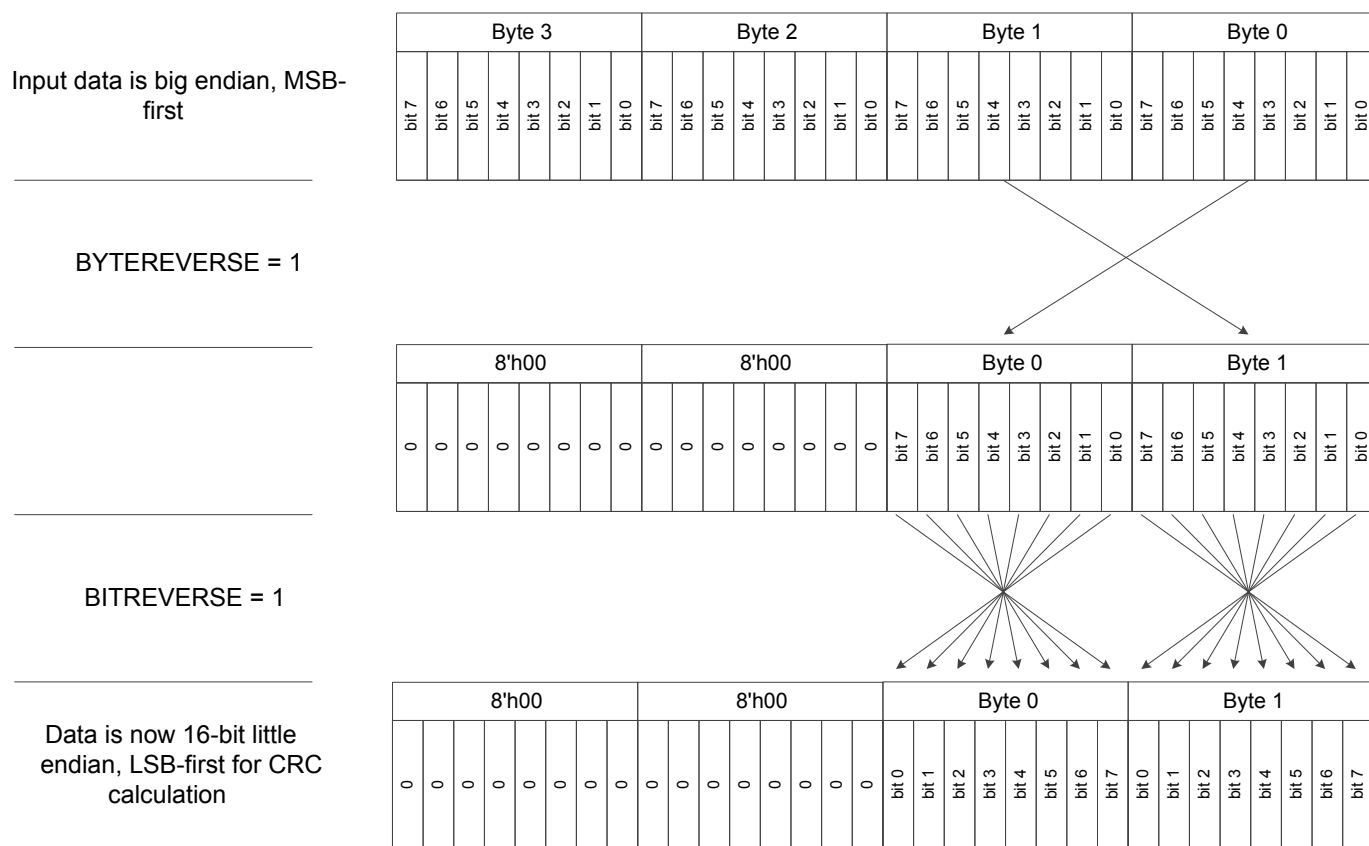 Byte 3 Byte 2 Byte 1 Byte 0
Input data is big endian, MSB-
first
bit 7 bit 6 bit 5 bit 4 bit 3 bit 2 bit 1 bit 0 bit 7 bit 6 bit 5 bit 4 bit 3 bit 2 bit 1 bit 0 bit 7 bit 6 bit 5 bit 4 bit 3 bit 2 bit 1 bit 0 bit 7 bit 6 bit 5 bit 4 bit 3 bit 2 bit 1 bit 0
BYTEREVERSE = 1
8'h00 8'h00 Byte 0 Byte 1
0 0 0 0 0 0 0 0 0 0 0 0 0 0 0 0 bit 7 bit 6 bit 5 bit 4 bit 3 bit 2 bit 1 bit 0 bit 7 bit 6 bit 5 bit 4 bit 3 bit 2 bit 1 bit 0
BITREVERSE = 1
8'h00 8'h00 Byte 0 Byte 1
Data is now 16-bit little
endian, LSB-first for CRC
calculation
0 0 0 0 0 0 0 0 0 0 0 0 0 0 0 0 bit 0 bit 1 bit 2 bit 3 bit 4 bit 5 bit 6 bit 7 bit 0 bit 1 bit 2 bit 3 bit 4 bit 5 bit 6 bit 7